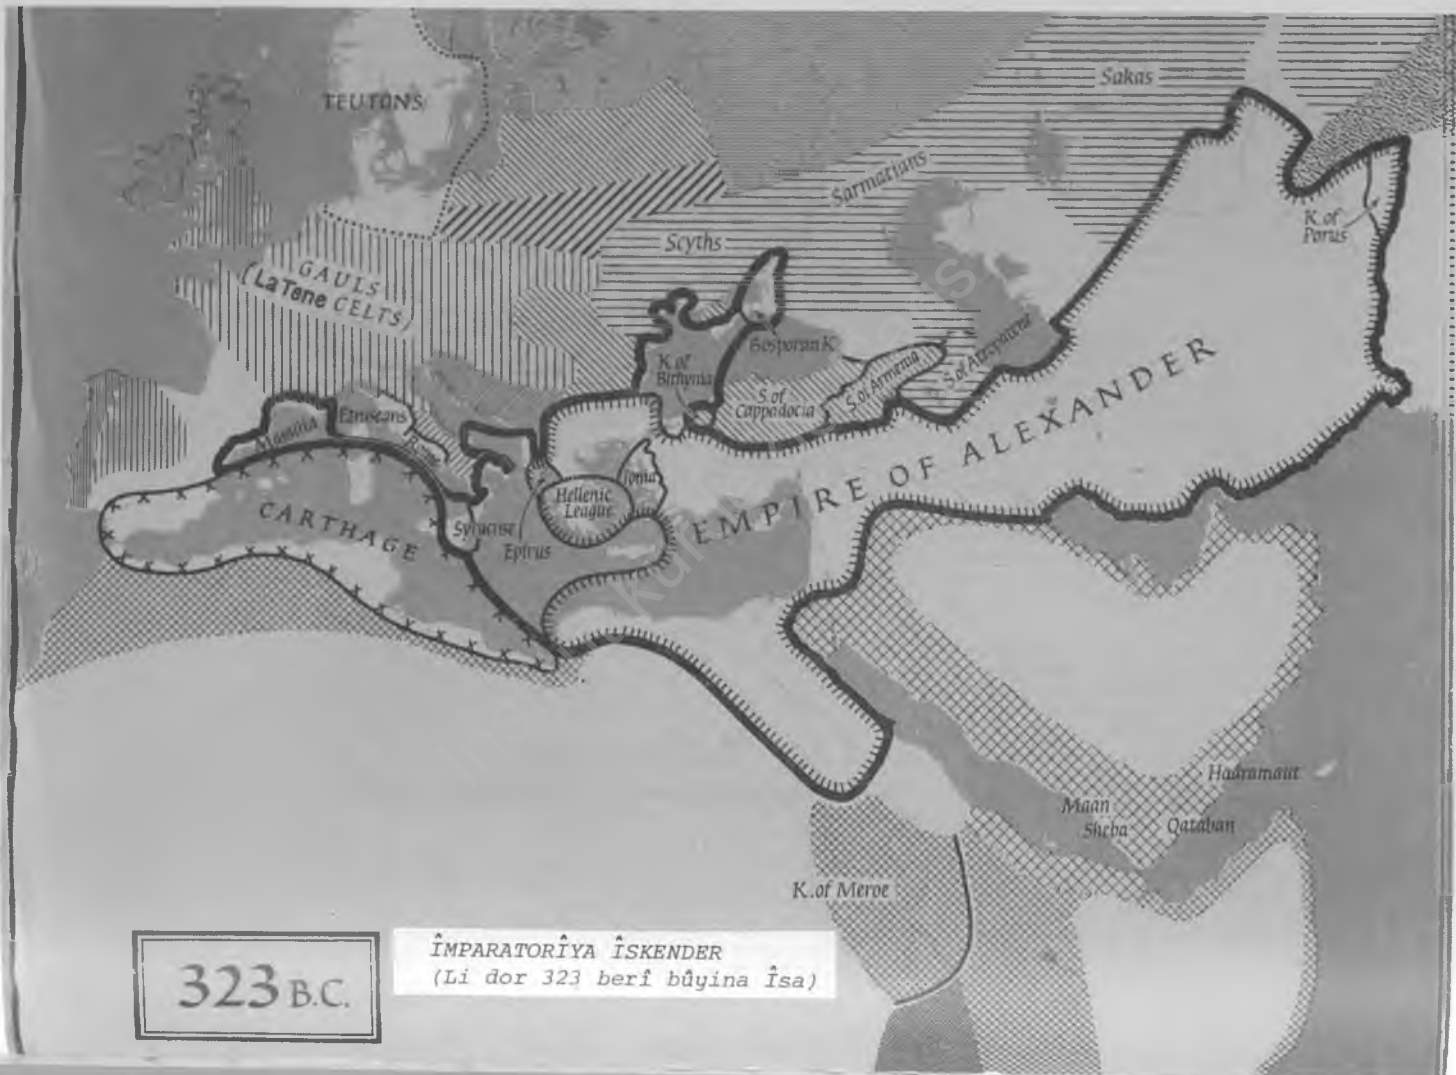 TEUTONS
Sakas
Sarmatians
K. of
Porus
Scyths
GAULS
(La Tene CELTS)
Bosporan K.
K. of
Bithynia
S. of
Cappadocia
S. of Armenia
S. of Atropatene
Massilia
Etruscans
Rome
Hellenic
League
Ionia
EMPIRE OF ALEXANDER
CARTHAGE
Syracuse
Epirus
Hadramaut
Maan
Sheba
Qataban
K. of Meroe
323 B.C.
ÎMPARATORÎYA ÎSKENDER
(Li dor 323 berî bûyina Îsa)